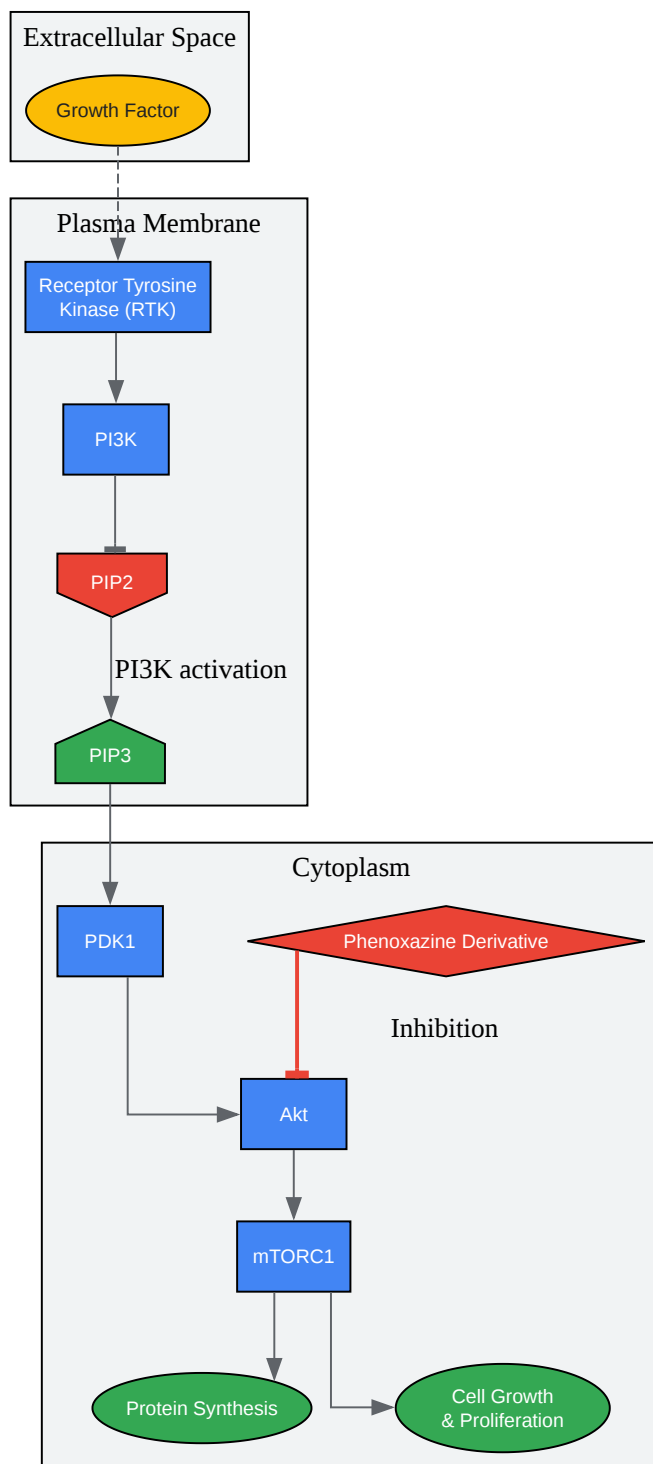 Extracellular Space
Growth Factor
Plasma Membrane
Receptor Tyrosine
Kinase (RTK)
PI3K
PIP2
PI3K activation
PIP3
Cytoplasm
PDK1
Phenoxazine Derivative
Inhibition
Akt
mTORC1
Protein Synthesis
Cell Growth
& Proliferation